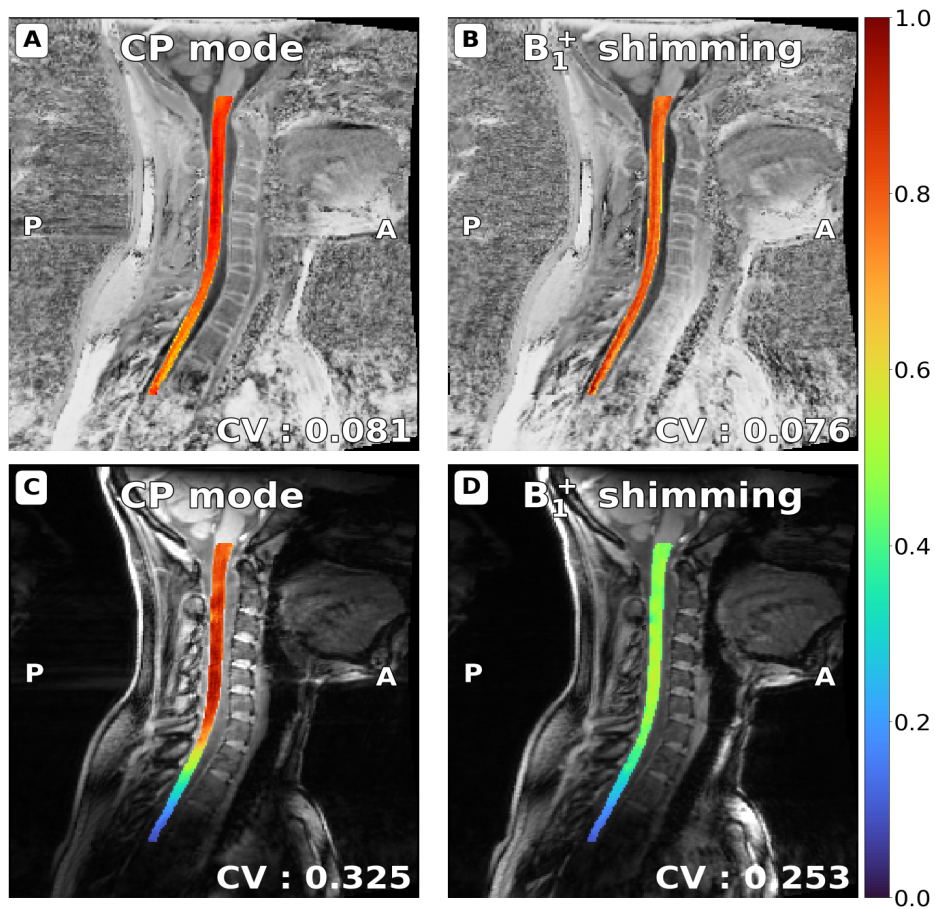 A
CP mode
P
A
CV : 0.081
B
B₁⁺ shimming
P
A
CV : 0.076
C
CP mode
P
A
CV : 0.325
D
B₁⁺ shimming
P
A
CV : 0.253
1.0
0.8
0.6
0.4
0.2
0.0